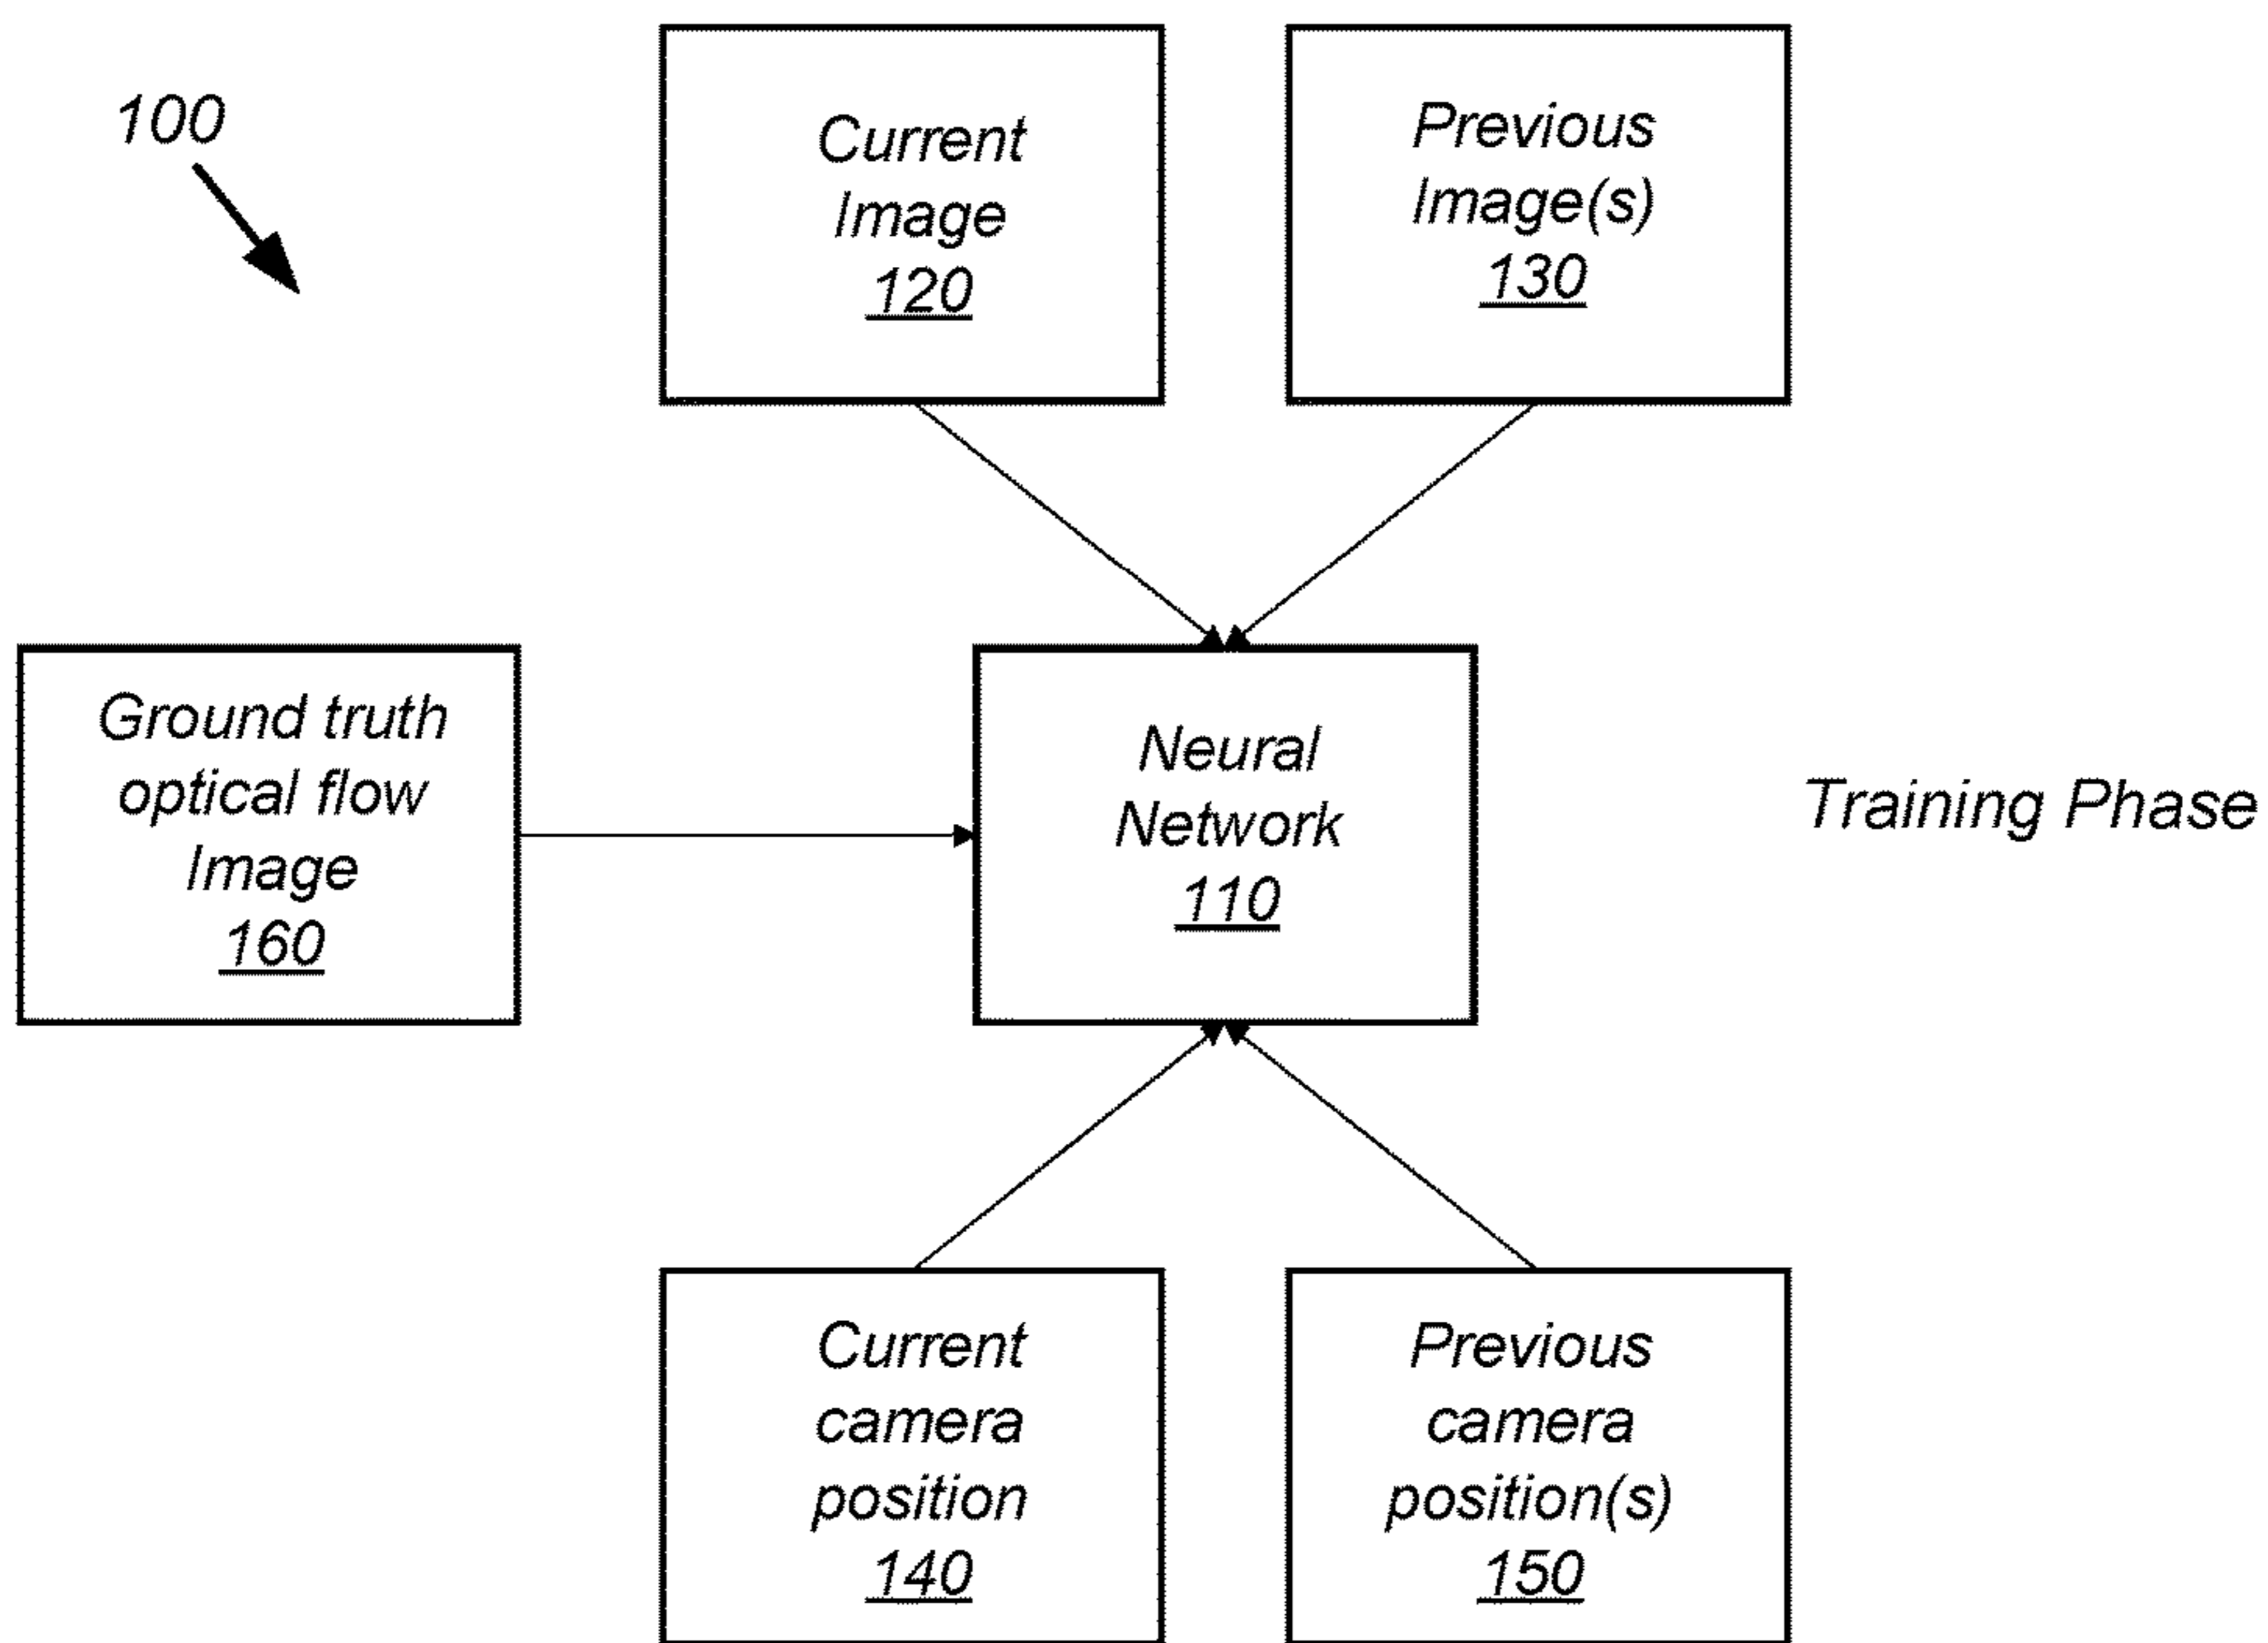 100
Current
Image
120
Previous
Image(s)
130
Ground truth
optical flow
Image
160
Neural
Network
110
Training Phase
Current
camera
position
140
Previous
camera
position(s)
150